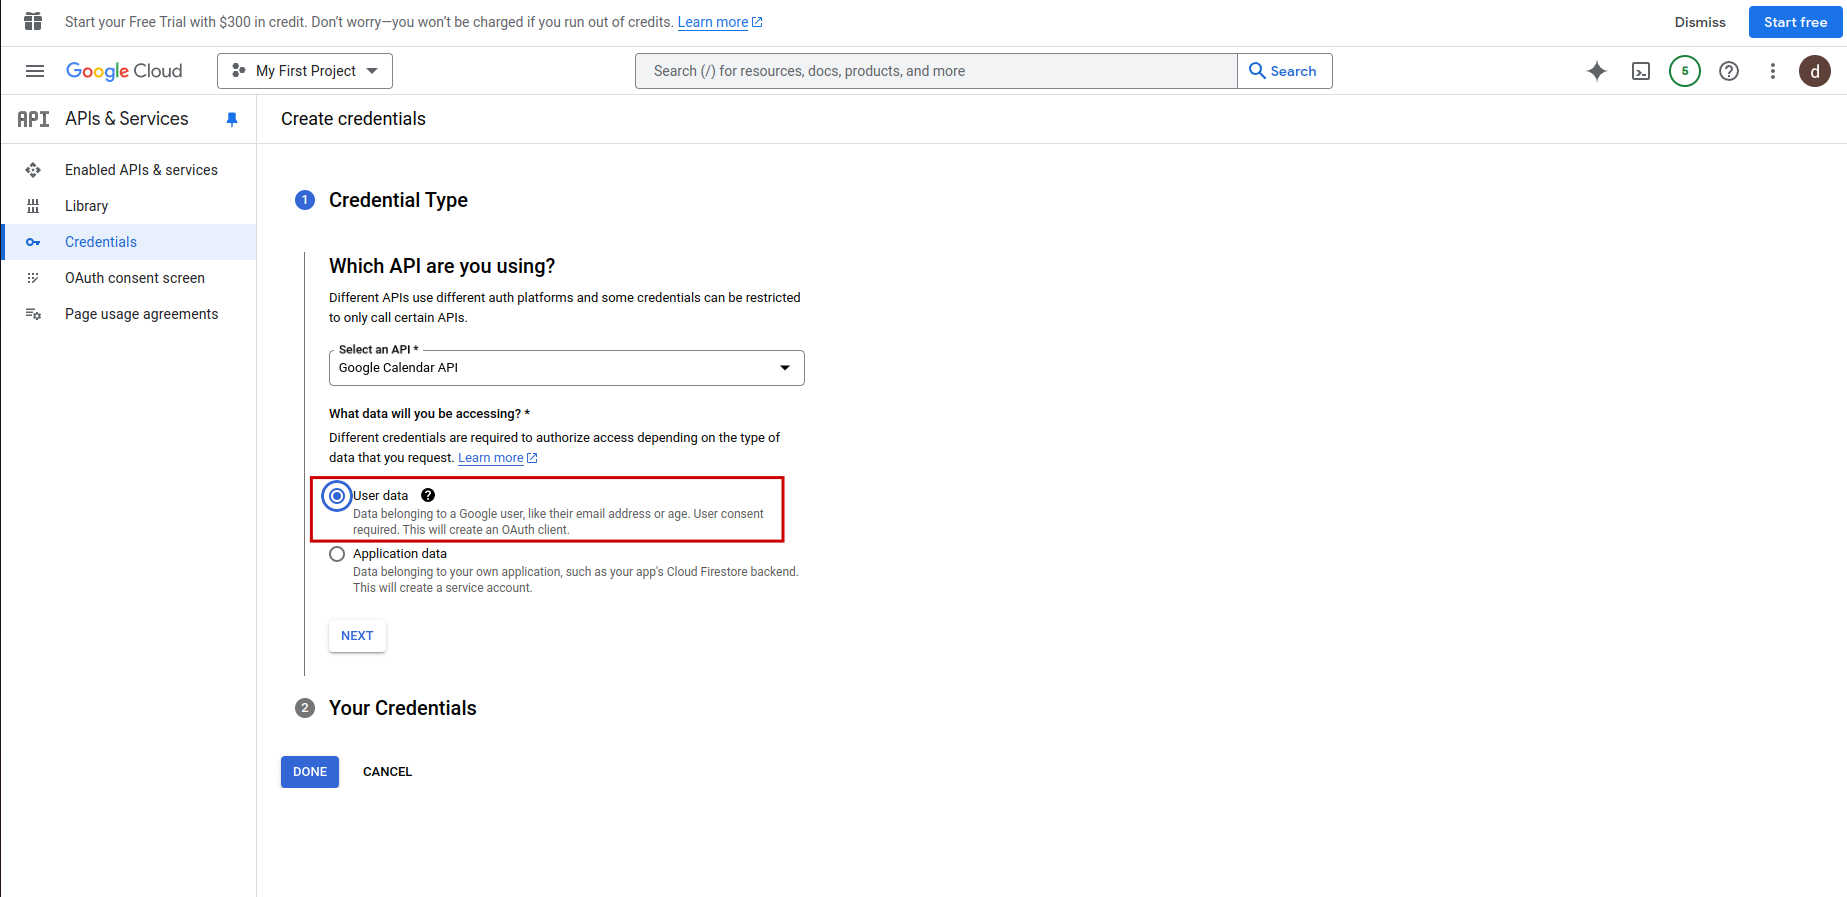 Start your Free Trial with $300 in credit. Don't worry—you won't be charged if you run out of credits. Learn more
Dismiss
Start free
Google Cloud
My First Project
Search (/) for resources, docs, products, and more
Search
5
d
API APIs & Services
Create credentials
Enabled APIs & services
Library
Credentials
OAuth consent screen
Page usage agreements
1 Credential Type
Which API are you using?
Different APIs use different auth platforms and some credentials can be restricted
to only call certain APIs.
Select an API *
Google Calendar API
What data will you be accessing? *
Different credentials are required to authorize access depending on the type of
data that you request. Learn more
User data
Data belonging to a Google user, like their email address or age. User consent
required. This will create an OAuth client.
Application data
Data belonging to your own application, such as your app's Cloud Firestore backend.
This will create a service account.
NEXT
2 Your Credentials
DONE
CANCEL